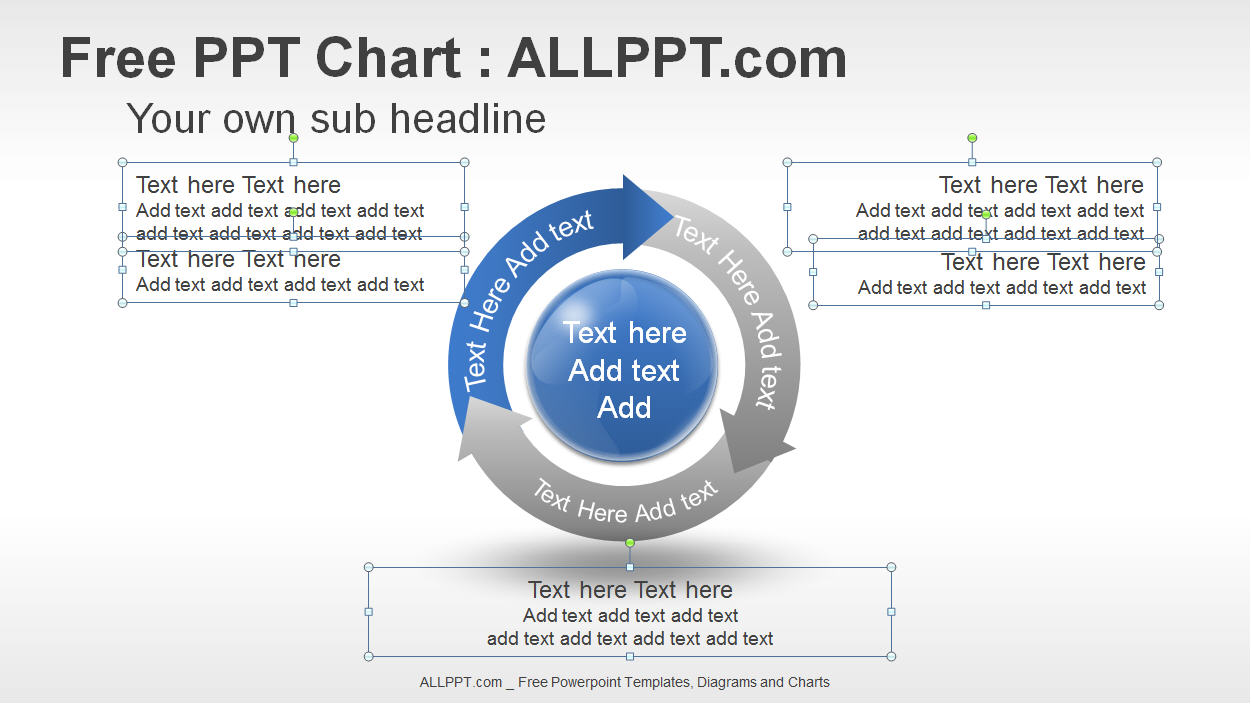 Free PPT Chart : ALLPPT.com
Your own sub headline
Text here Text here
Add text add text add text add text
add text add text add text add text
Text here Text here
Add text add text add text add text
Text here Text here
Add text add text add text add text
add text add text add text add text
Text here Text here
Add text add text add text add text
Text Here Add text
Text Here Add text
Text here
Add text
Add
Text Here Add text
Text here Text here
Add text add text add text
add text add text add text add text
ALLPPT.com _ Free Powerpoint Templates, Diagrams and Charts